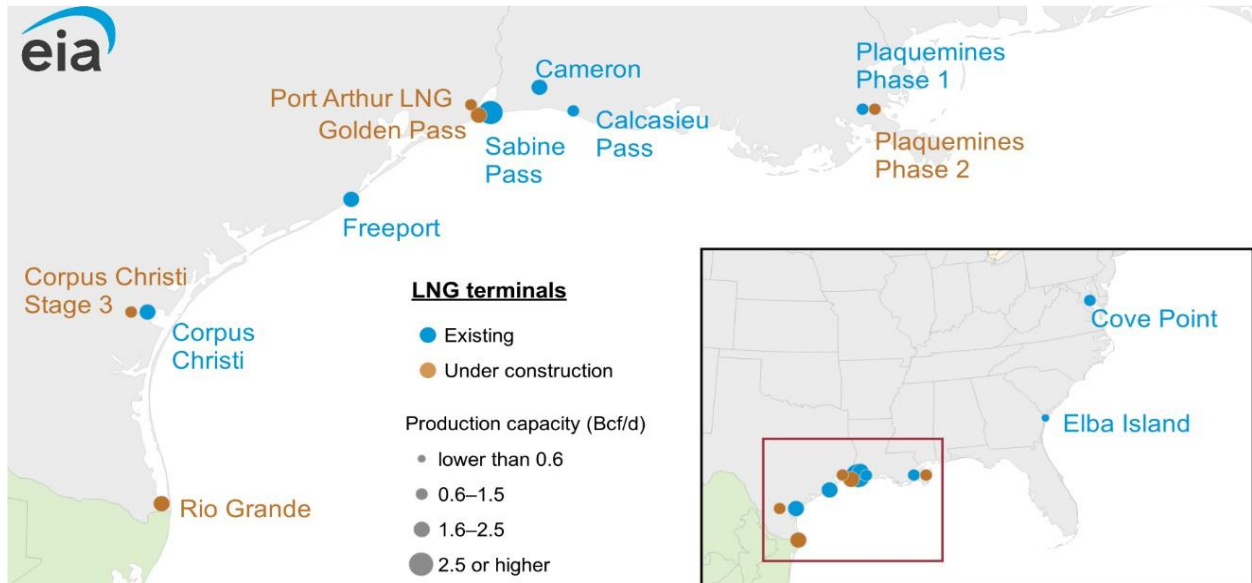 eia
Plaquemines
Phase 1
Cameron
Port Arthur LNG
Golden Pass
Sabine
Pass
Calcasieu
Pass
Plaquemines
Phase 2
Freeport
Corpus Christi
Stage 3
Corpus
Christi
Rio Grande
LNG terminals
Existing
Under construction
Production capacity (Bcf/d)
lower than 0.6
0.6–1.5
1.6–2.5
2.5 or higher
Cove Point
Elba Island